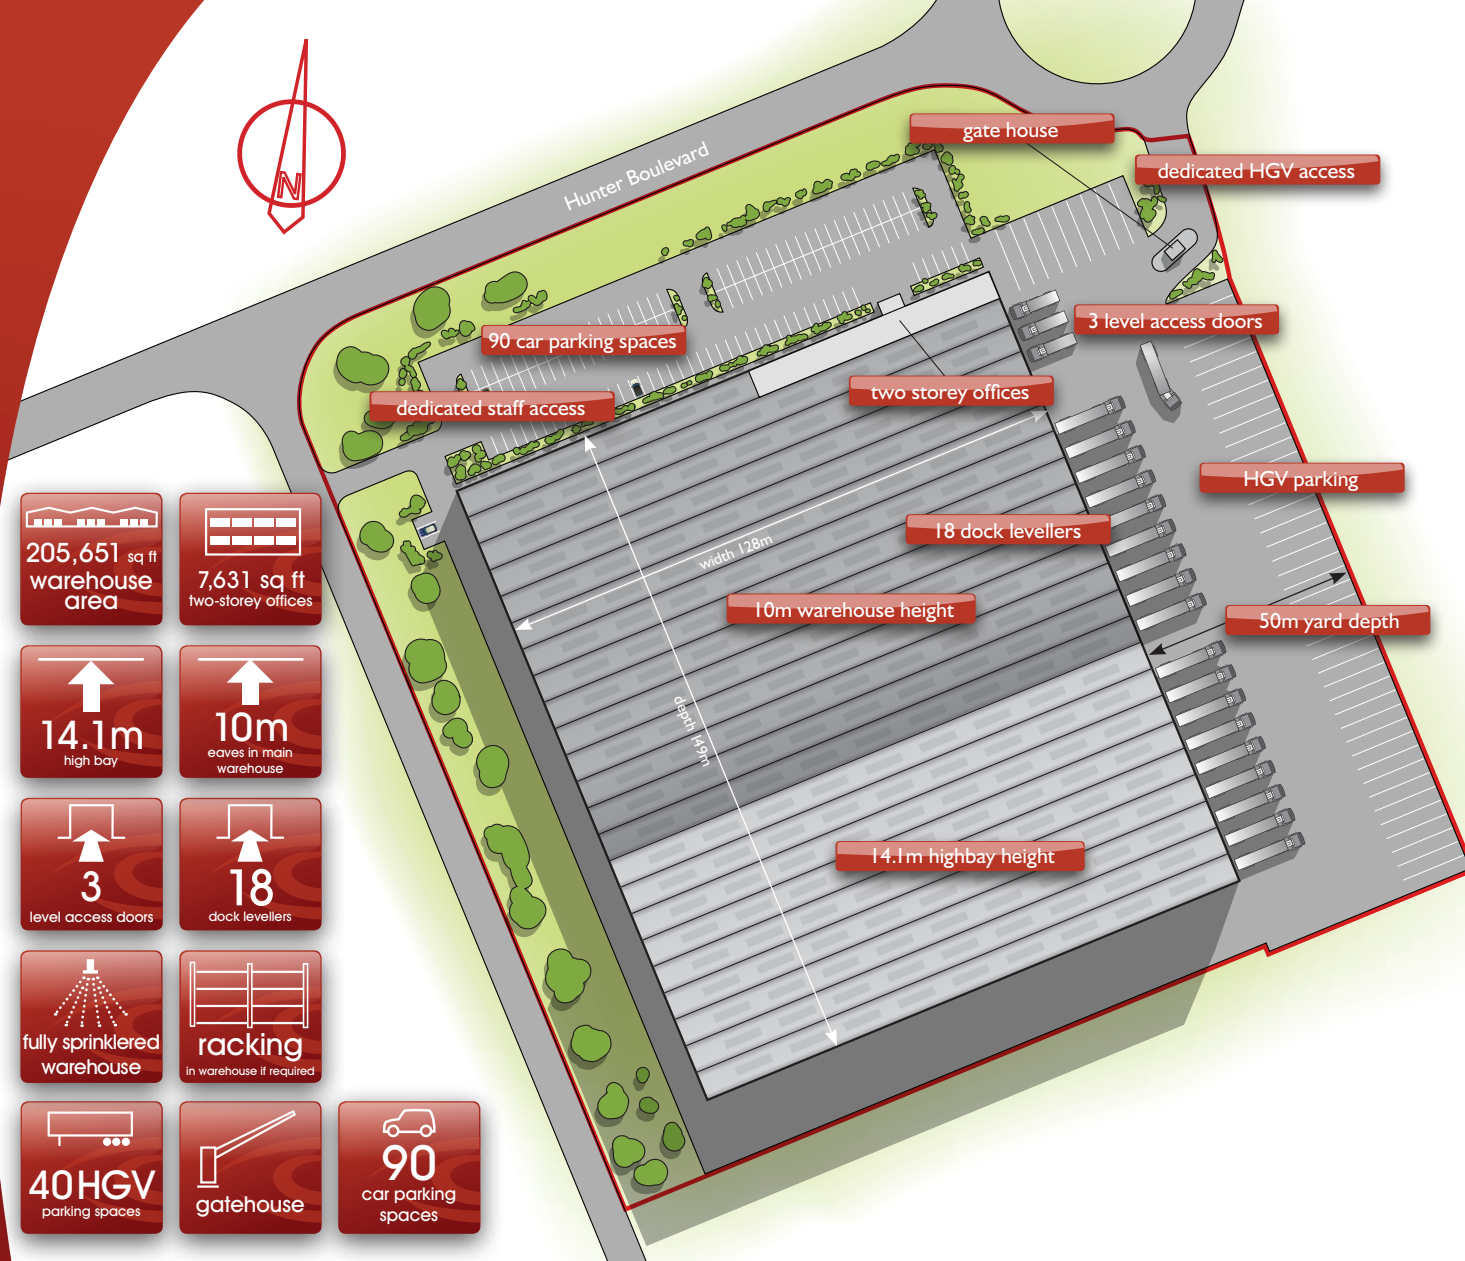 N
Hunter Boulevard
gate house
dedicated HGV access
3 level access doors
90 car parking spaces
two storey offices
dedicated staff access
HGV parking
18 dock levellers
width 128m
10m warehouse height
50m yard depth
depth 149m
14.1m highbay height
205,651 sq ft
warehouse
area
7,631 sq ft
two-storey offices
14.1m
high bay
10m
eaves in main
warehouse
3
level access doors
18
dock levellers
fully sprinklered
warehouse
racking
in warehouse if required
40 HGV
parking spaces
gatehouse
90
car parking
spaces